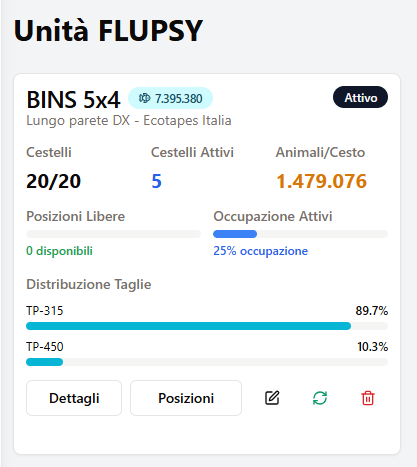 Unità FLUPSY
BINS 5x4 7.395.380 Attivo
Lungo parete DX - Ecotapes Italia
Cestelli Cestelli Attivi Animali/Cesto
20/20 5 1.479.076
Posizioni Libere Occupazione Attivi
0 disponibili 25% occupazione
Distribuzione Taglie
TP-315 89.7%
TP-450 10.3%
Dettagli Posizioni